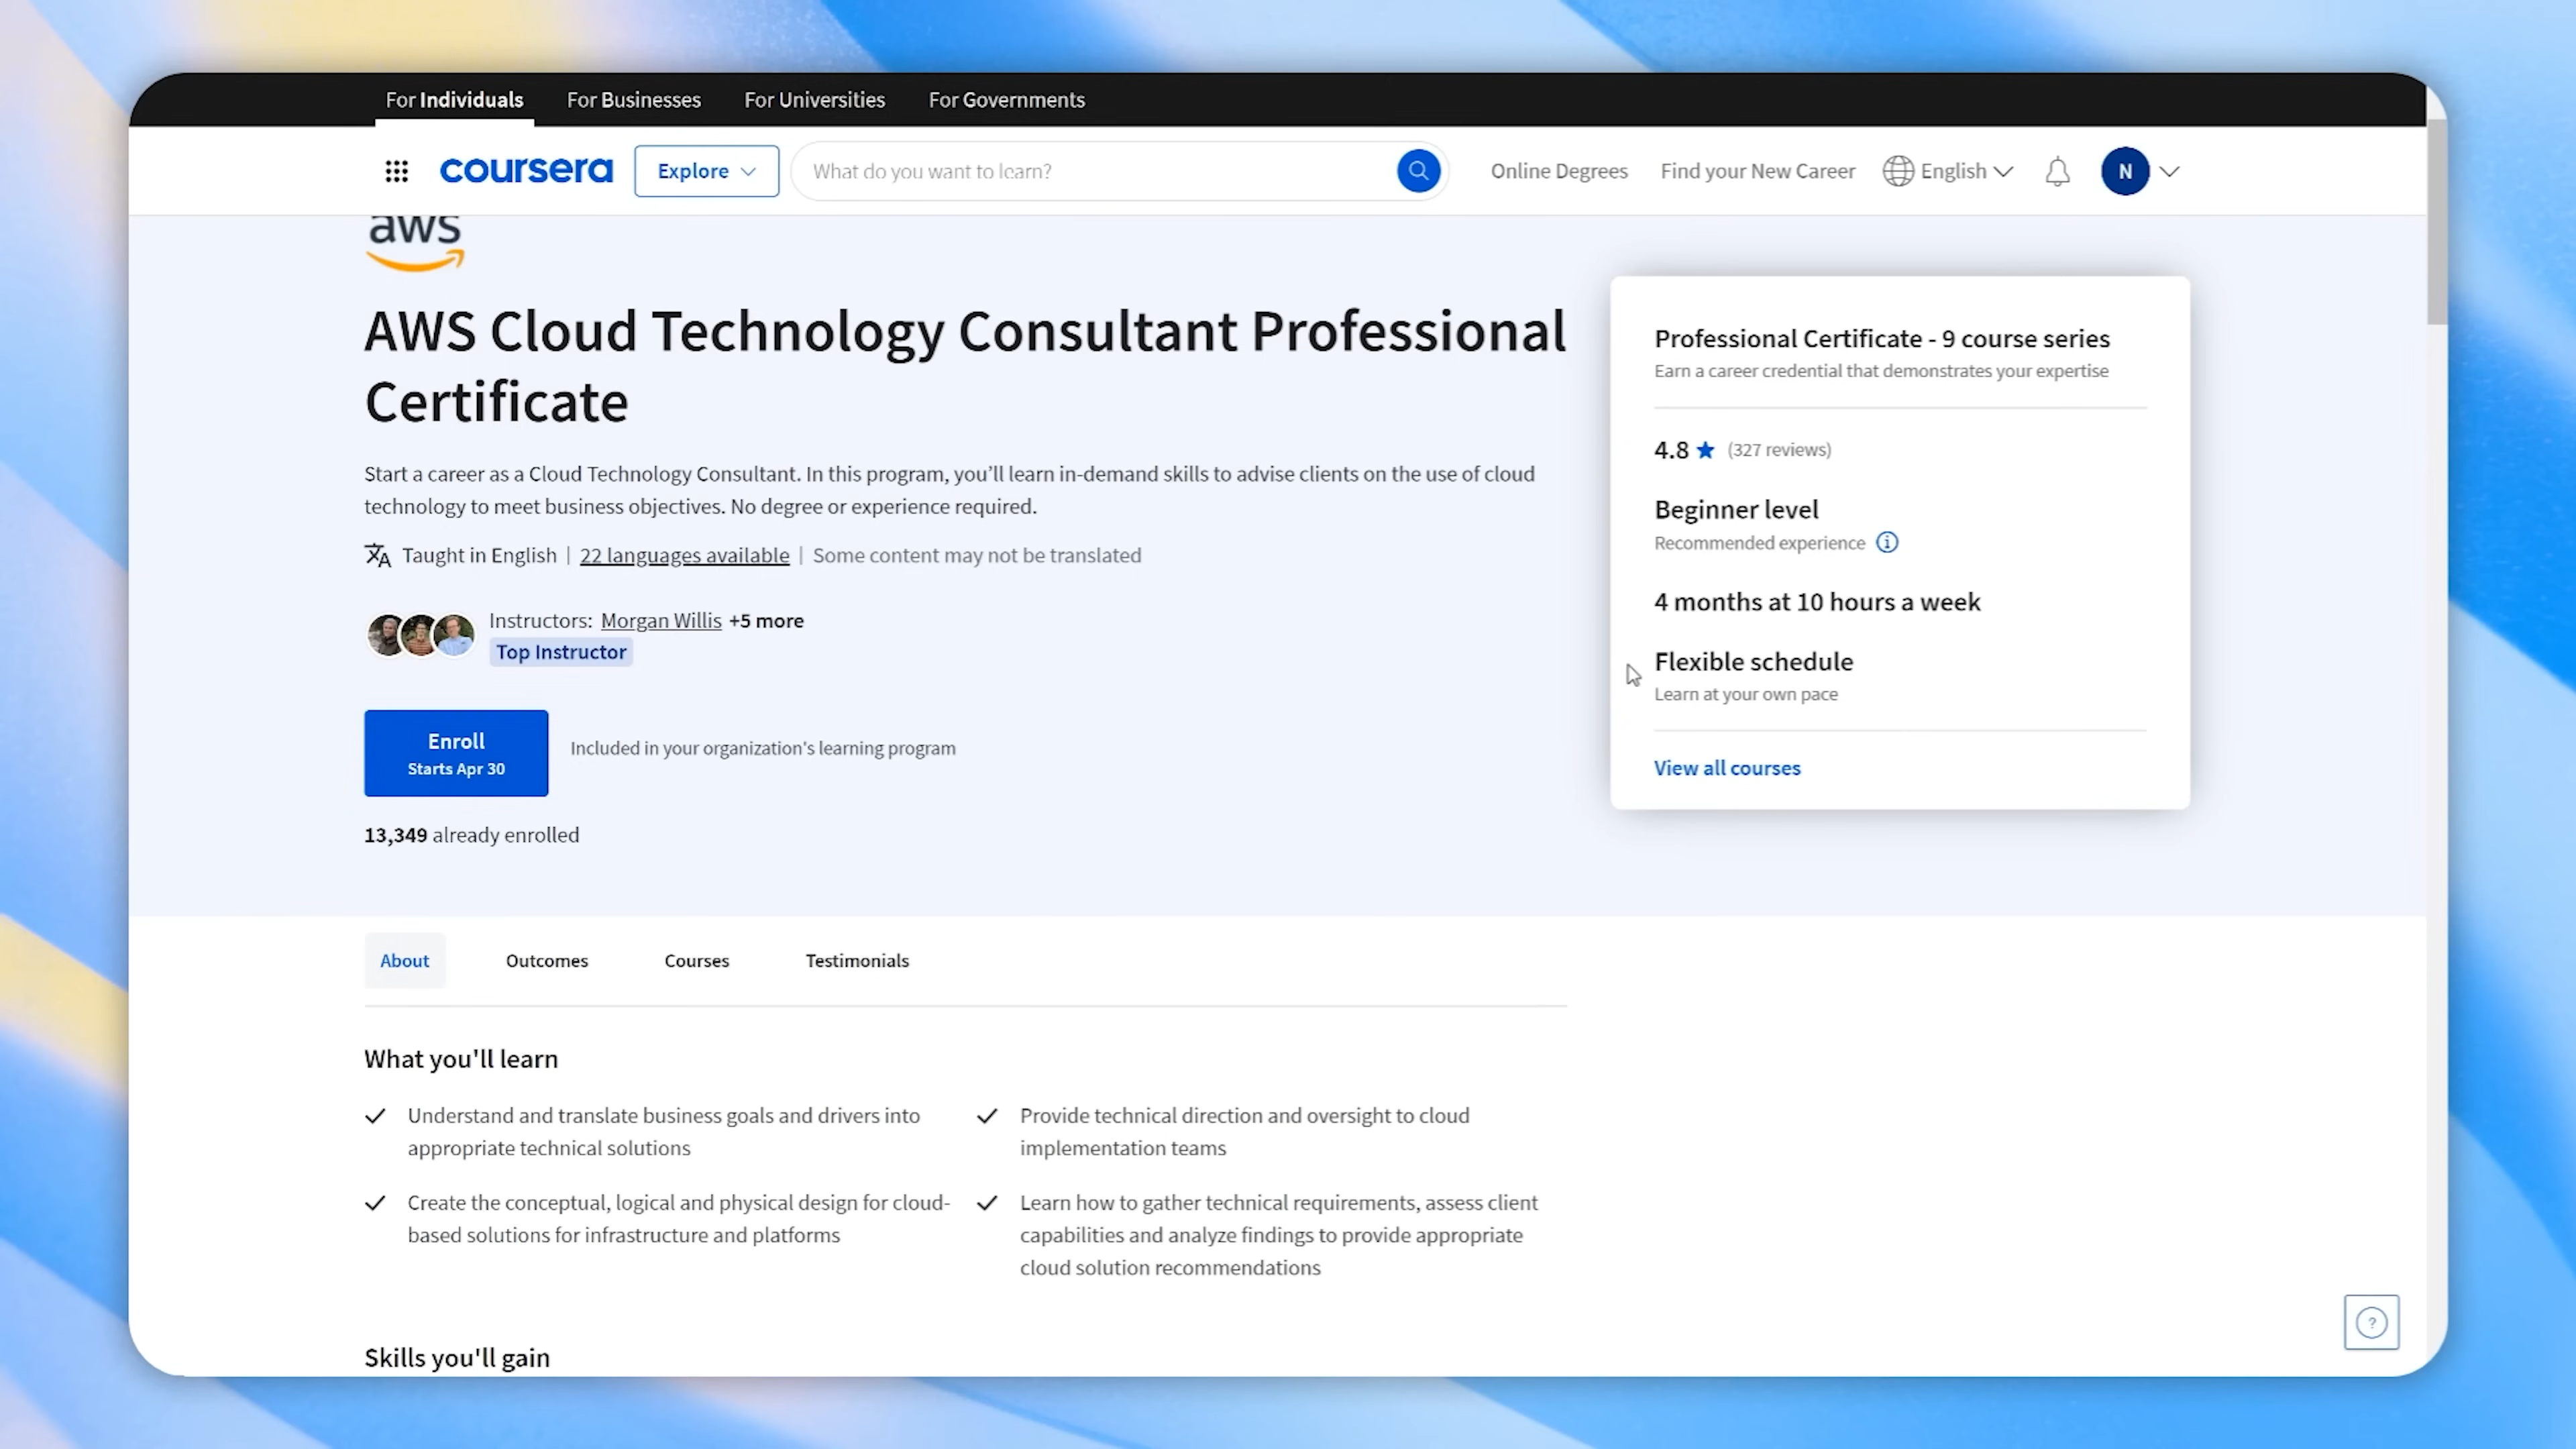 For Individuals
For Businesses
For Universities
For Governments
coursera
Explore
What do you want to learn?
Online Degrees
Find your New Career
English
N
aws
AWS Cloud Technology Consultant Professional
Certificate
Start a career as a Cloud Technology Consultant. In this program, you’ll learn in-demand skills to advise clients on the use of cloud
technology to meet business objectives. No degree or experience required.
Taught in English | 22 languages available | Some content may not be translated
Instructors: Morgan Willis +5 more
Top Instructor
Enroll
Starts Apr 30
Included in your organization's learning program
13,349 already enrolled
Professional Certificate - 9 course series
Earn a career credential that demonstrates your expertise
4.8 ★ (327 reviews)
Beginner level
Recommended experience
4 months at 10 hours a week
Flexible schedule
Learn at your own pace
View all courses
About
Outcomes
Courses
Testimonials
What you'll learn
Understand and translate business goals and drivers into
appropriate technical solutions
Provide technical direction and oversight to cloud
implementation teams
Create the conceptual, logical and physical design for cloud-
based solutions for infrastructure and platforms
Learn how to gather technical requirements, assess client
capabilities and analyze findings to provide appropriate
cloud solution recommendations
Skills you'll gain
?